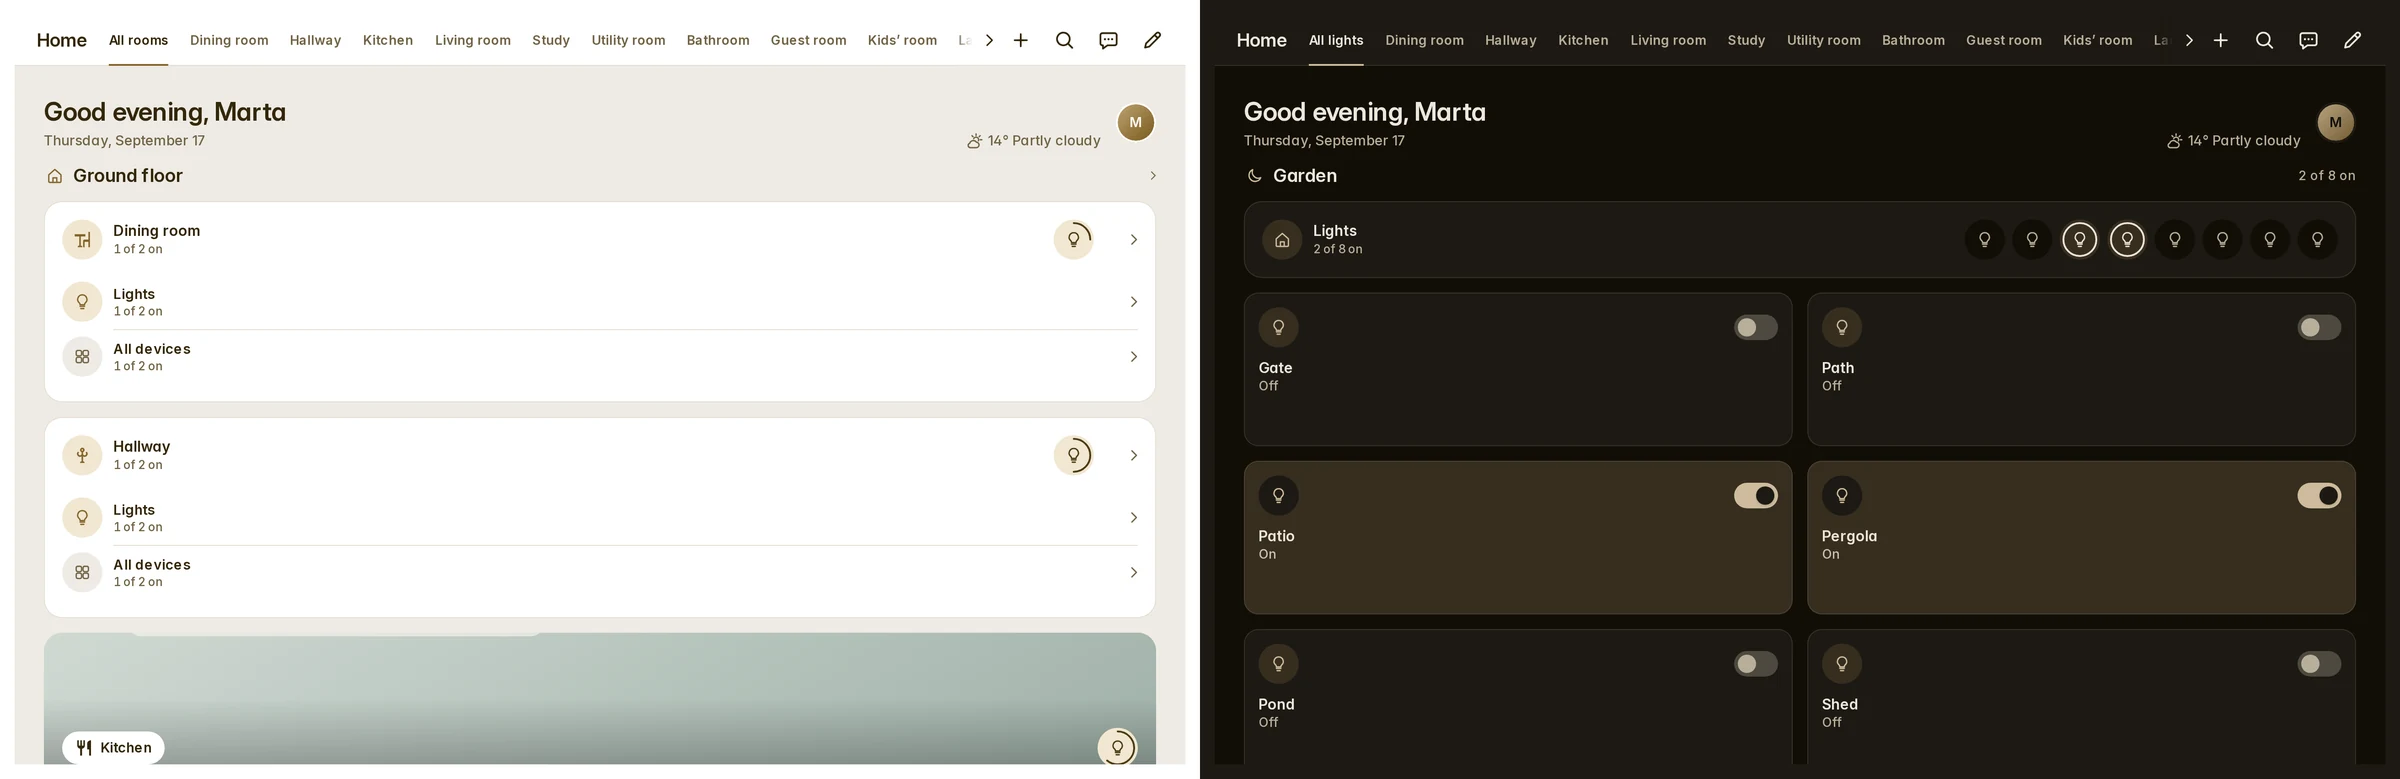 Home All rooms Dining room Hallway Kitchen Living room Study Utility room Bathroom Guest room Kids’ room La
Good evening, Marta
Thursday, September 17
14° Partly cloudy
M
Ground floor
Dining room
1 of 2 on
Lights
1 of 2 on
All devices
1 of 2 on
Hallway
1 of 2 on
Lights
1 of 2 on
All devices
1 of 2 on
Kitchen
Home All lights Dining room Hallway Kitchen Living room Study Utility room Bathroom Guest room Kids’ room La
Good evening, Marta
Thursday, September 17
14° Partly cloudy
M
Garden
2 of 8 on
Lights
2 of 8 on
Gate
Off
Path
Off
Patio
On
Pergola
On
Pond
Off
Shed
Off